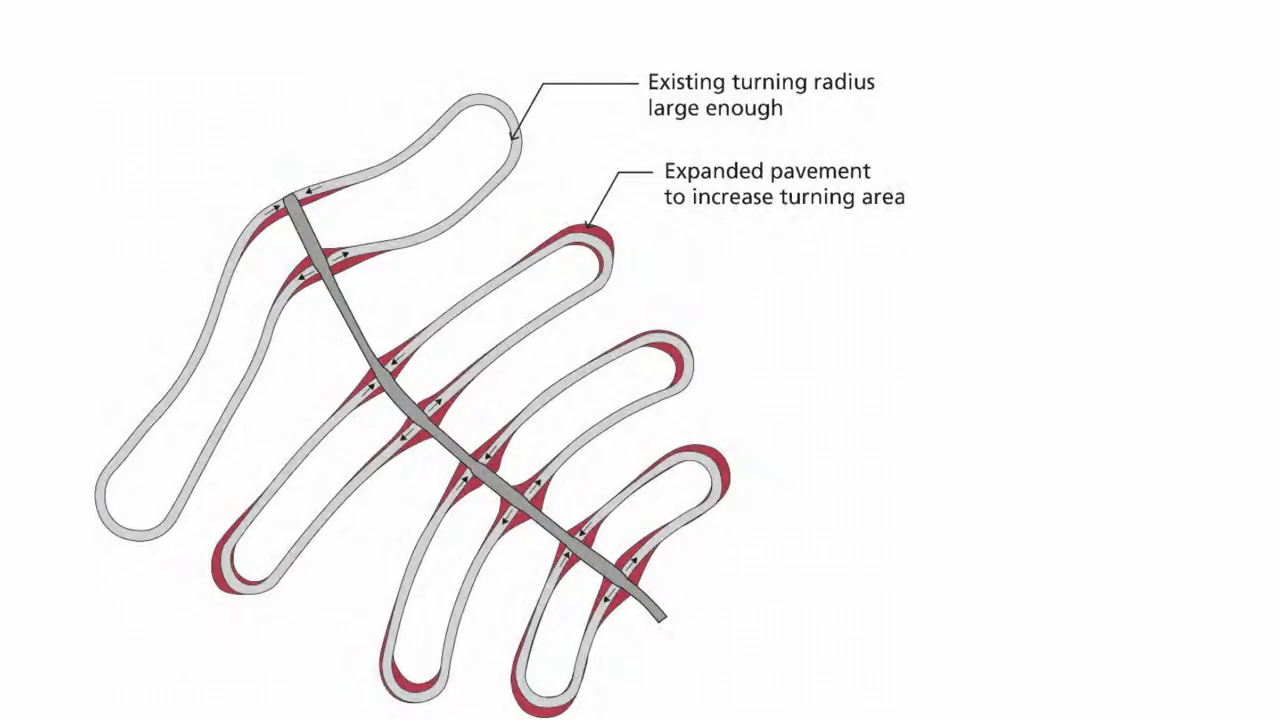 Existing turning radius
large enough
Expanded pavement
to increase turning area